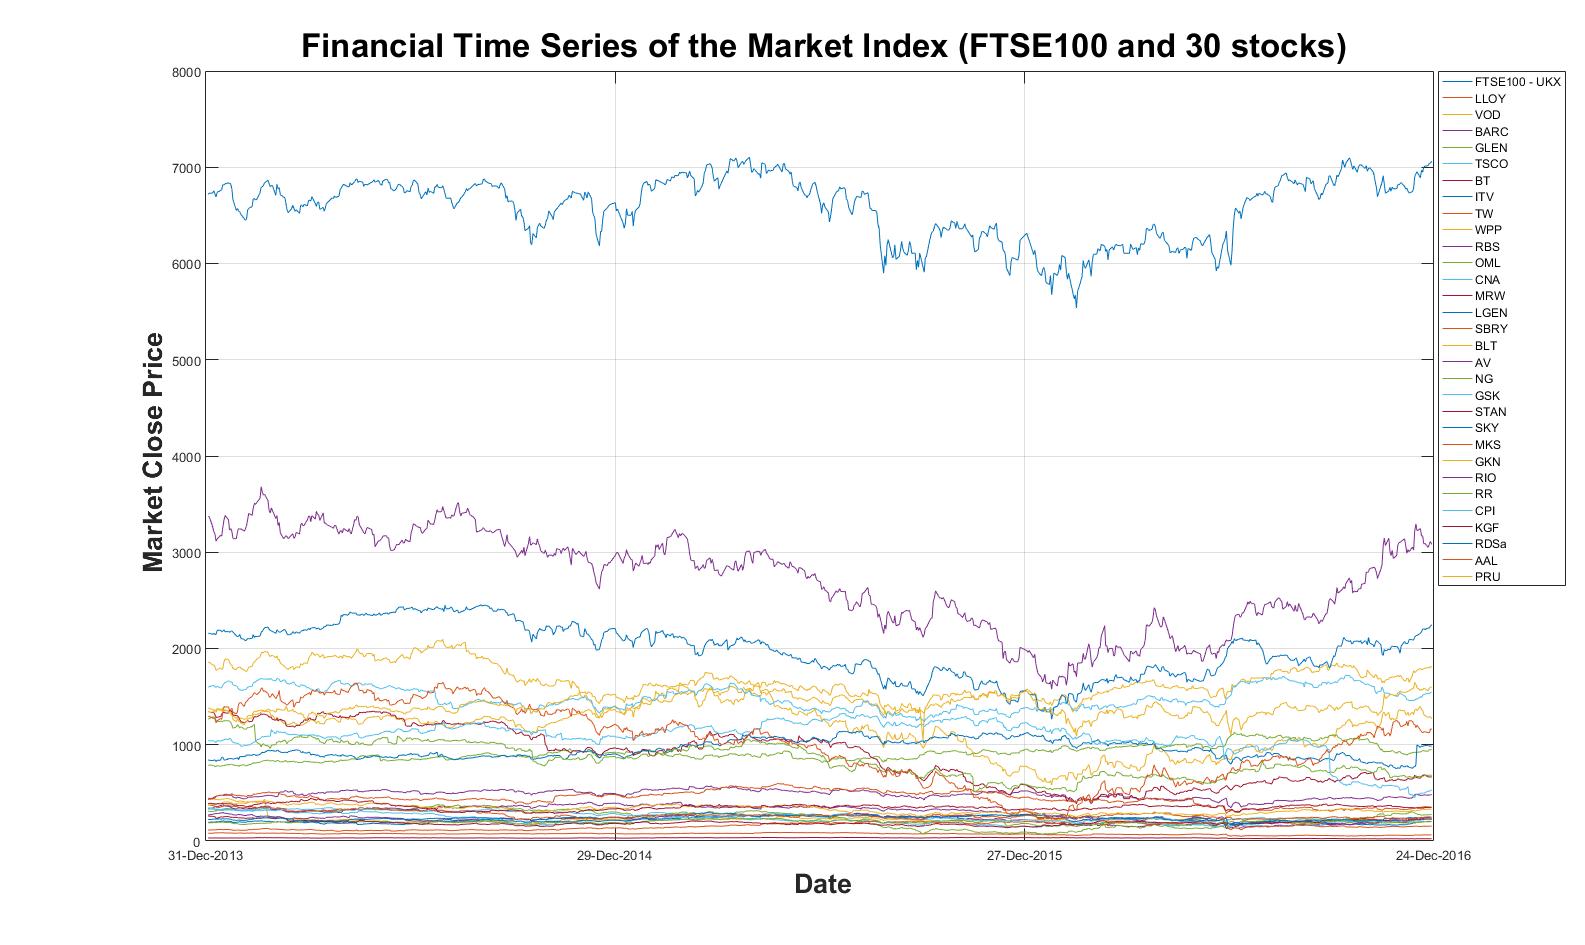 Financial Time Series of the Market Index (FTSE100 and 30 stocks)
Market Close Price
8000
7000
6000
5000
4000
3000
2000
1000
0
31-Dec-2013
29-Dec-2014
27-Dec-2015
24-Dec-2016
Date
FTSE100 - UKX
LLOY
VOD
BARC
GLEN
TSCO
BT
ITV
TW
WPP
RBS
OML
CNA
MRW
LGEN
SBRY
BLT
AV
NG
GSK
STAN
SKY
MKS
GKN
RIO
RR
CPI
KGF
RDSa
AAL
PRU